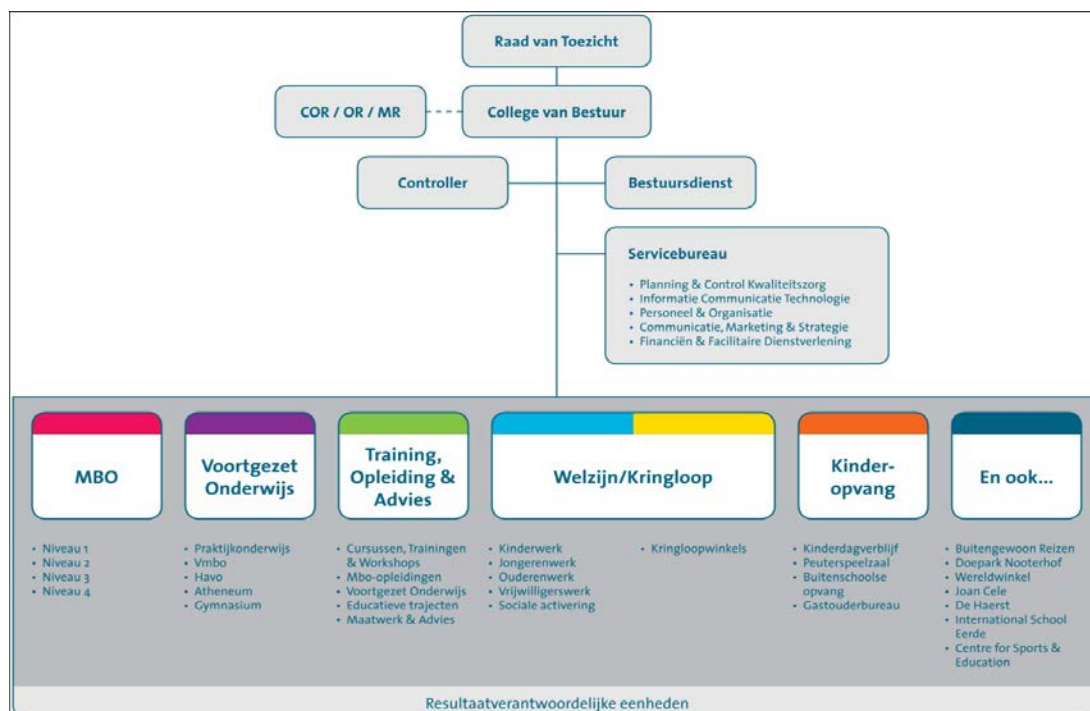 Raad van Toezicht
COR / OR / MR
College van Bestuur
Controller
Bestuursdienst
Servicebureau
• Planning & Control Kwaliteitszorg
• Informatie Communicatie Technologie
• Personeel & Organisatie
• Communicatie, Marketing & Strategie
• Financiën & Facilitaire Dienstverlening
MBO
• Niveau 1
• Niveau 2
• Niveau 3
• Niveau 4
Voortgezet
Onderwijs
• Praktijkonderwijs
• Vmbo
• Havo
• Atheneum
• Gymnasium
Training,
Opleiding &
Advies
• Cursussen, Trainingen
& Workshops
• Mbo-opleidingen
• Voortgezet Onderwijs
• Educatieve trajecten
• Maatwerk & Advies
Welzijn/Kringloop
• Kinderwerk
• Jongerenwerk
• Ouderenwerk
• Vrijwilligerswerk
• Sociale activering
• Kringloopwinkels
Kinder-
opvang
• Kinderdagverblijf
• Peuterspeelzaal
• Buitenschoolse
opvang
• Gastouderbureau
En ook...
• Buitengewoon Reizen
• Doepark Nooterhof
• Wereldwinkel
• Joan Cele
• De Haerst
• International School
Eerde
• Centre for Sports &
Education
Resultaatverantwoordelijke eenheden